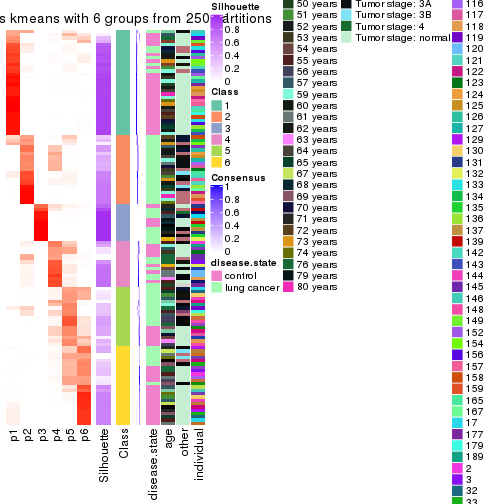 s kmeans with 6 groups from 250 partitions
p1
p2
p3
p4
p5
p6
Silhouette
Class
disease.state
age
other
individual
Silhouette
1
0.8
0.6
0.4
0.2
0
Class
1
2
3
4
5
6
Consensus
1
0.8
0.6
0.4
0.2
0
disease.state
control
lung cancer
50 years
51 years
52 years
53 years
54 years
55 years
56 years
57 years
59 years
60 years
61 years
62 years
63 years
64 years
65 years
67 years
68 years
69 years
70 years
71 years
72 years
73 years
74 years
76 years
78 years
79 years
80 years
Tumor stage: 3A
Tumor stage: 3B
Tumor stage: 4
Tumor stage: normal
116
117
118
119
120
121
122
123
124
125
126
127
129
130
131
132
133
134
135
136
137
139
142
143
144
145
146
148
149
152
154
156
157
158
159
165
167
17
177
179
189
2
3
32
33